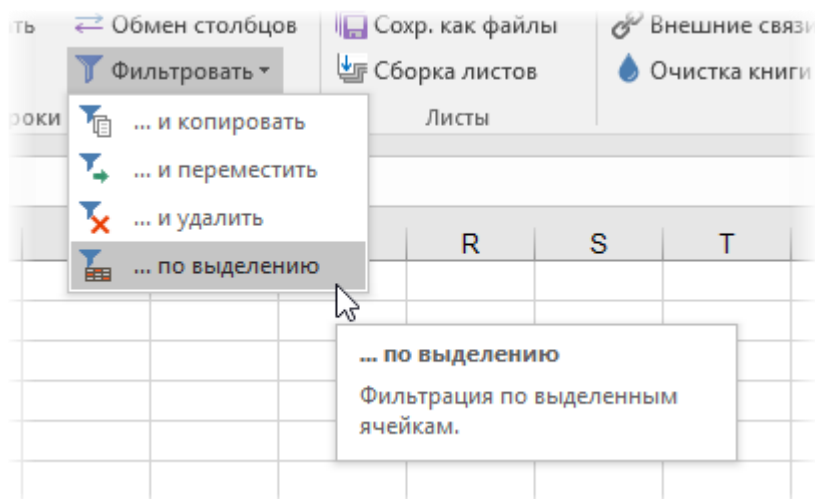 ть Обмен столбцов Сохр. как файлы Внешние связи
Фильтровать Сборка листов Очистка книги
роки Листы
... и копировать
... и переместить
... и удалить
... по выделению
R S T
... по выделению
Фильтрация по выделенным
ячейкам.